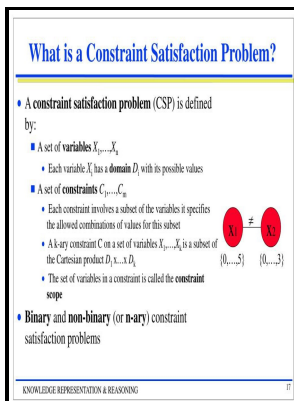 What is a Constraint Satisfaction Problem?
• A constraint satisfaction problem (CSP) is defined
by:
■ A set of variables X1,…,Xn
• Each variable Xi has a domain Di with its possible values
■ A set of constraints C1,…,Cm
• Each constraint involves a subset of the variables it specifies
the allowed combinations of values for this subset
• A k-ary constraint C on a set of variables X1,…,Xk is a subset of
the Cartesian product D1 x…x Dk
• The set of variables in a constraint is called the constraint
scope
X1 ≠ X2
{0,…,5} {0,…,3}
• Binary and non-binary (or n-ary) constraint
satisfaction problems
KNOWLEDGE REPRESENTATION & REASONING
17